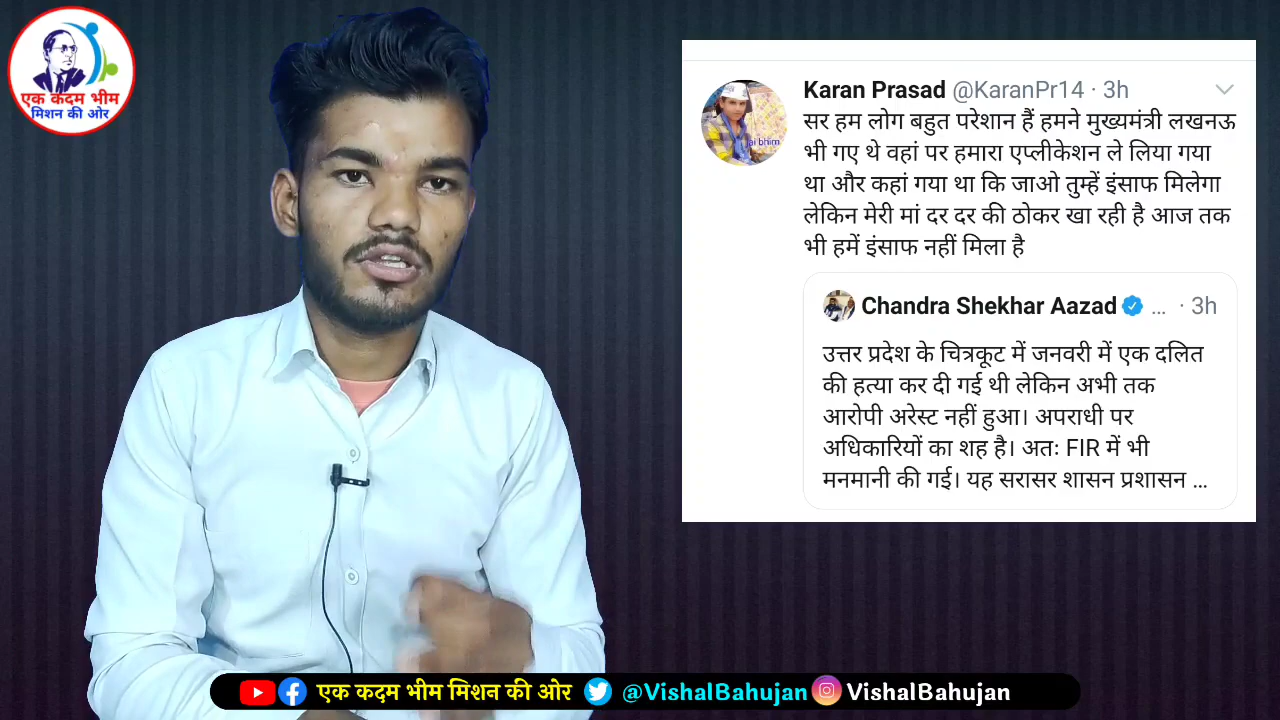 एक कदम भीम
मिशन की ओर
Karan Prasad @KaranPr14 · 3h
सर हम लोग बहुत परेशान हैं हमने मुख्यमंत्री लखनऊ
भी गए थे वहां पर हमारा एप्लीकेशन ले लिया गया
था और कहां गया था कि जाओ तुम्हें इंसाफ मिलेगा
लेकिन मेरी मां दर दर की ठोकर खा रही है आज तक
भी हमें इंसाफ नहीं मिला है
jai bhim
Chandra Shekhar Aazad ... · 3h
उत्तर प्रदेश के चित्रकूट में जनवरी में एक दलित
की हत्या कर दी गई थी लेकिन अभी तक
आरोपी अरेस्ट नहीं हुआ। अपराधी पर
अधिकारियों का शह है। अतः FIR में भी
मनमानी की गई। यह सरासर शासन प्रशासन ...
एक कदम भीम मिशन की ओर @VishalBahujan VishalBahujan